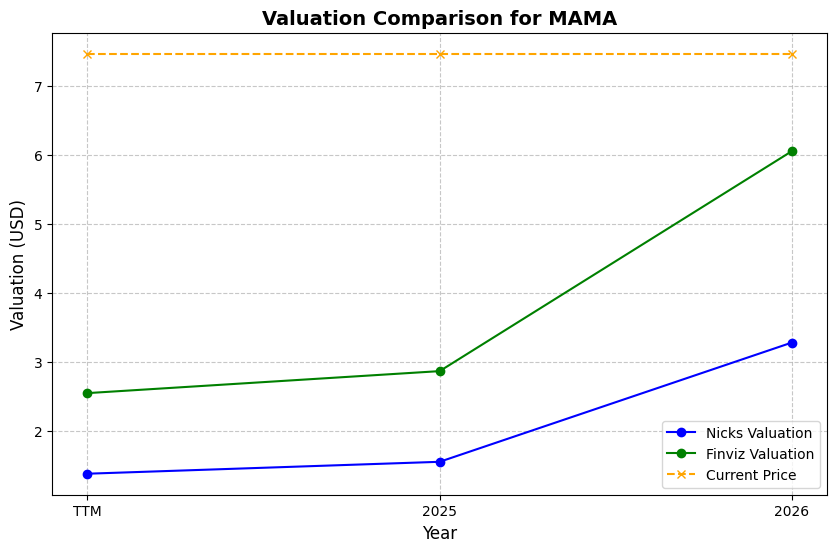 Valuation Comparison for MAMA
Valuation (USD)
7
6
5
4
3
2
TTM
2025
2026
Year
Nicks Valuation
Finviz Valuation
Current Price